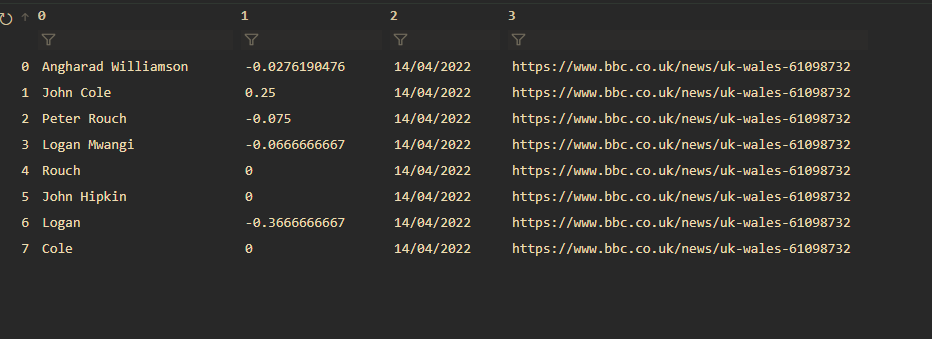 0 1 2 3
0 Angharad Williamson -0.0276190476 14/04/2022 https://www.bbc.co.uk/news/uk-wales-61098732
1 John Cole 0.25 14/04/2022 https://www.bbc.co.uk/news/uk-wales-61098732
2 Peter Rouch -0.075 14/04/2022 https://www.bbc.co.uk/news/uk-wales-61098732
3 Logan Mwangi -0.0666666667 14/04/2022 https://www.bbc.co.uk/news/uk-wales-61098732
4 Rouch 0 14/04/2022 https://www.bbc.co.uk/news/uk-wales-61098732
5 John Hipkin 0 14/04/2022 https://www.bbc.co.uk/news/uk-wales-61098732
6 Logan -0.3666666667 14/04/2022 https://www.bbc.co.uk/news/uk-wales-61098732
7 Cole 0 14/04/2022 https://www.bbc.co.uk/news/uk-wales-61098732